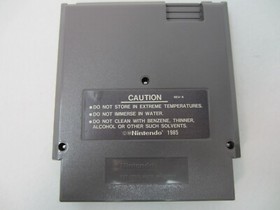 CAUTION
•DO NOT STORE IN EXTREME TEMPERATURES.
•DO NOT IMMERSE IN WATER.
•DO NOT CLEAN WITH BENZENE, THINNER,
ALCOHOL OR OTHER SUCH SOLVENTS.
Nintendo® 1985